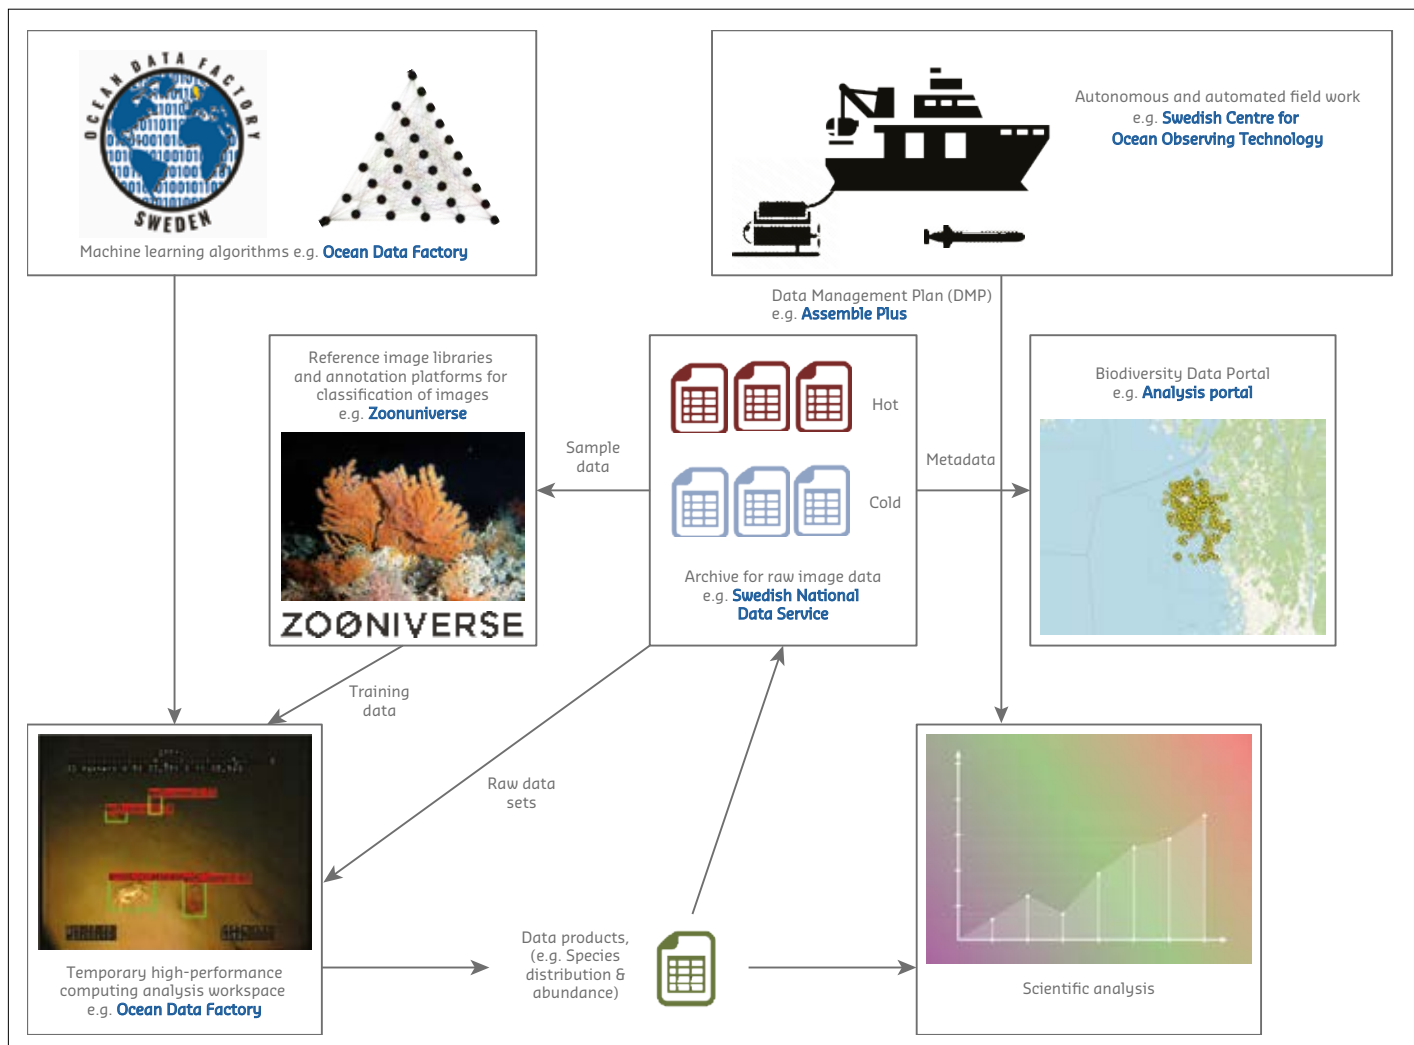 OCEAN DATA FACTORY
SWEDEN
Machine learning algorithms e.g. Ocean Data Factory
Autonomous and automated field work
e.g. Swedish Centre for
Ocean Observing Technology
Data Management Plan (DMP)
e.g. Assemble Plus
Reference image libraries
and annotation platforms for
classification of images
e.g. Zoonuniverse
ZOONIVERSE
Sample
data
Hot
Cold
Archive for raw image data
e.g. Swedish National
Data Service
Metadata
Biodiversity Data Portal
e.g. Analysis portal
Training
data
Raw data
sets
Temporary high-performance
computing analysis workspace
e.g. Ocean Data Factory
Data products,
(e.g. Species
distribution &
abundance)
Scientific analysis